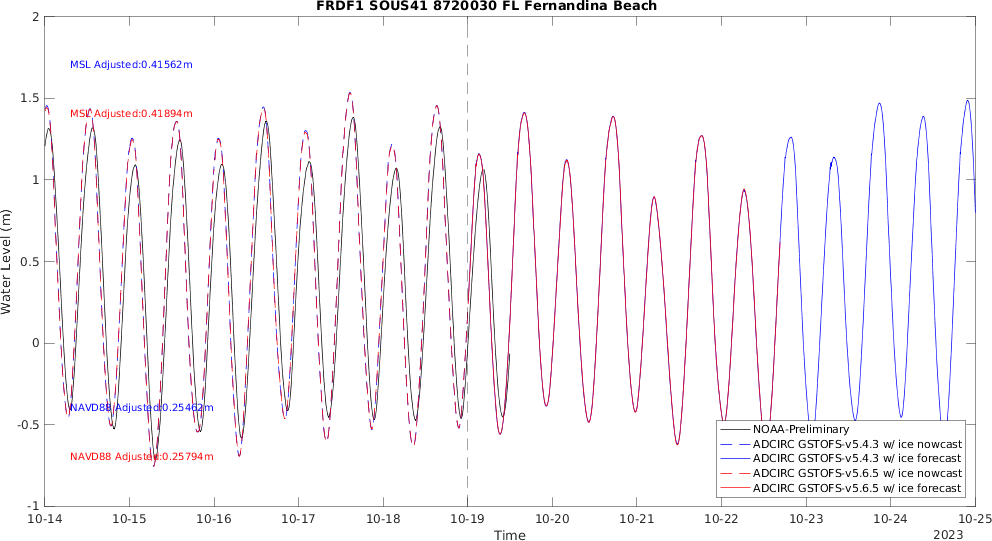 FRDF1 SOUS41 8720030 FL Fernandina Beach
2
1.5
1
0.5
0
-0.5
-1
Water Level (m)
MSL Adjusted:0.41562m
MSL Adjusted:0.41894m
NAVD88 Adjusted:0.25462m
NAVD88 Adjusted:0.25794m
NOAA-Preliminary
ADCIRC GSTOFS-v5.4.3 w/ ice nowcast
ADCIRC GSTOFS-v5.4.3 w/ ice forecast
ADCIRC GSTOFS-v5.6.5 w/ ice nowcast
ADCIRC GSTOFS-v5.6.5 w/ ice forecast
10-14 10-15 10-16 10-17 10-18 10-19 10-20 10-21 10-22 10-23 10-24 10-25
Time
2023